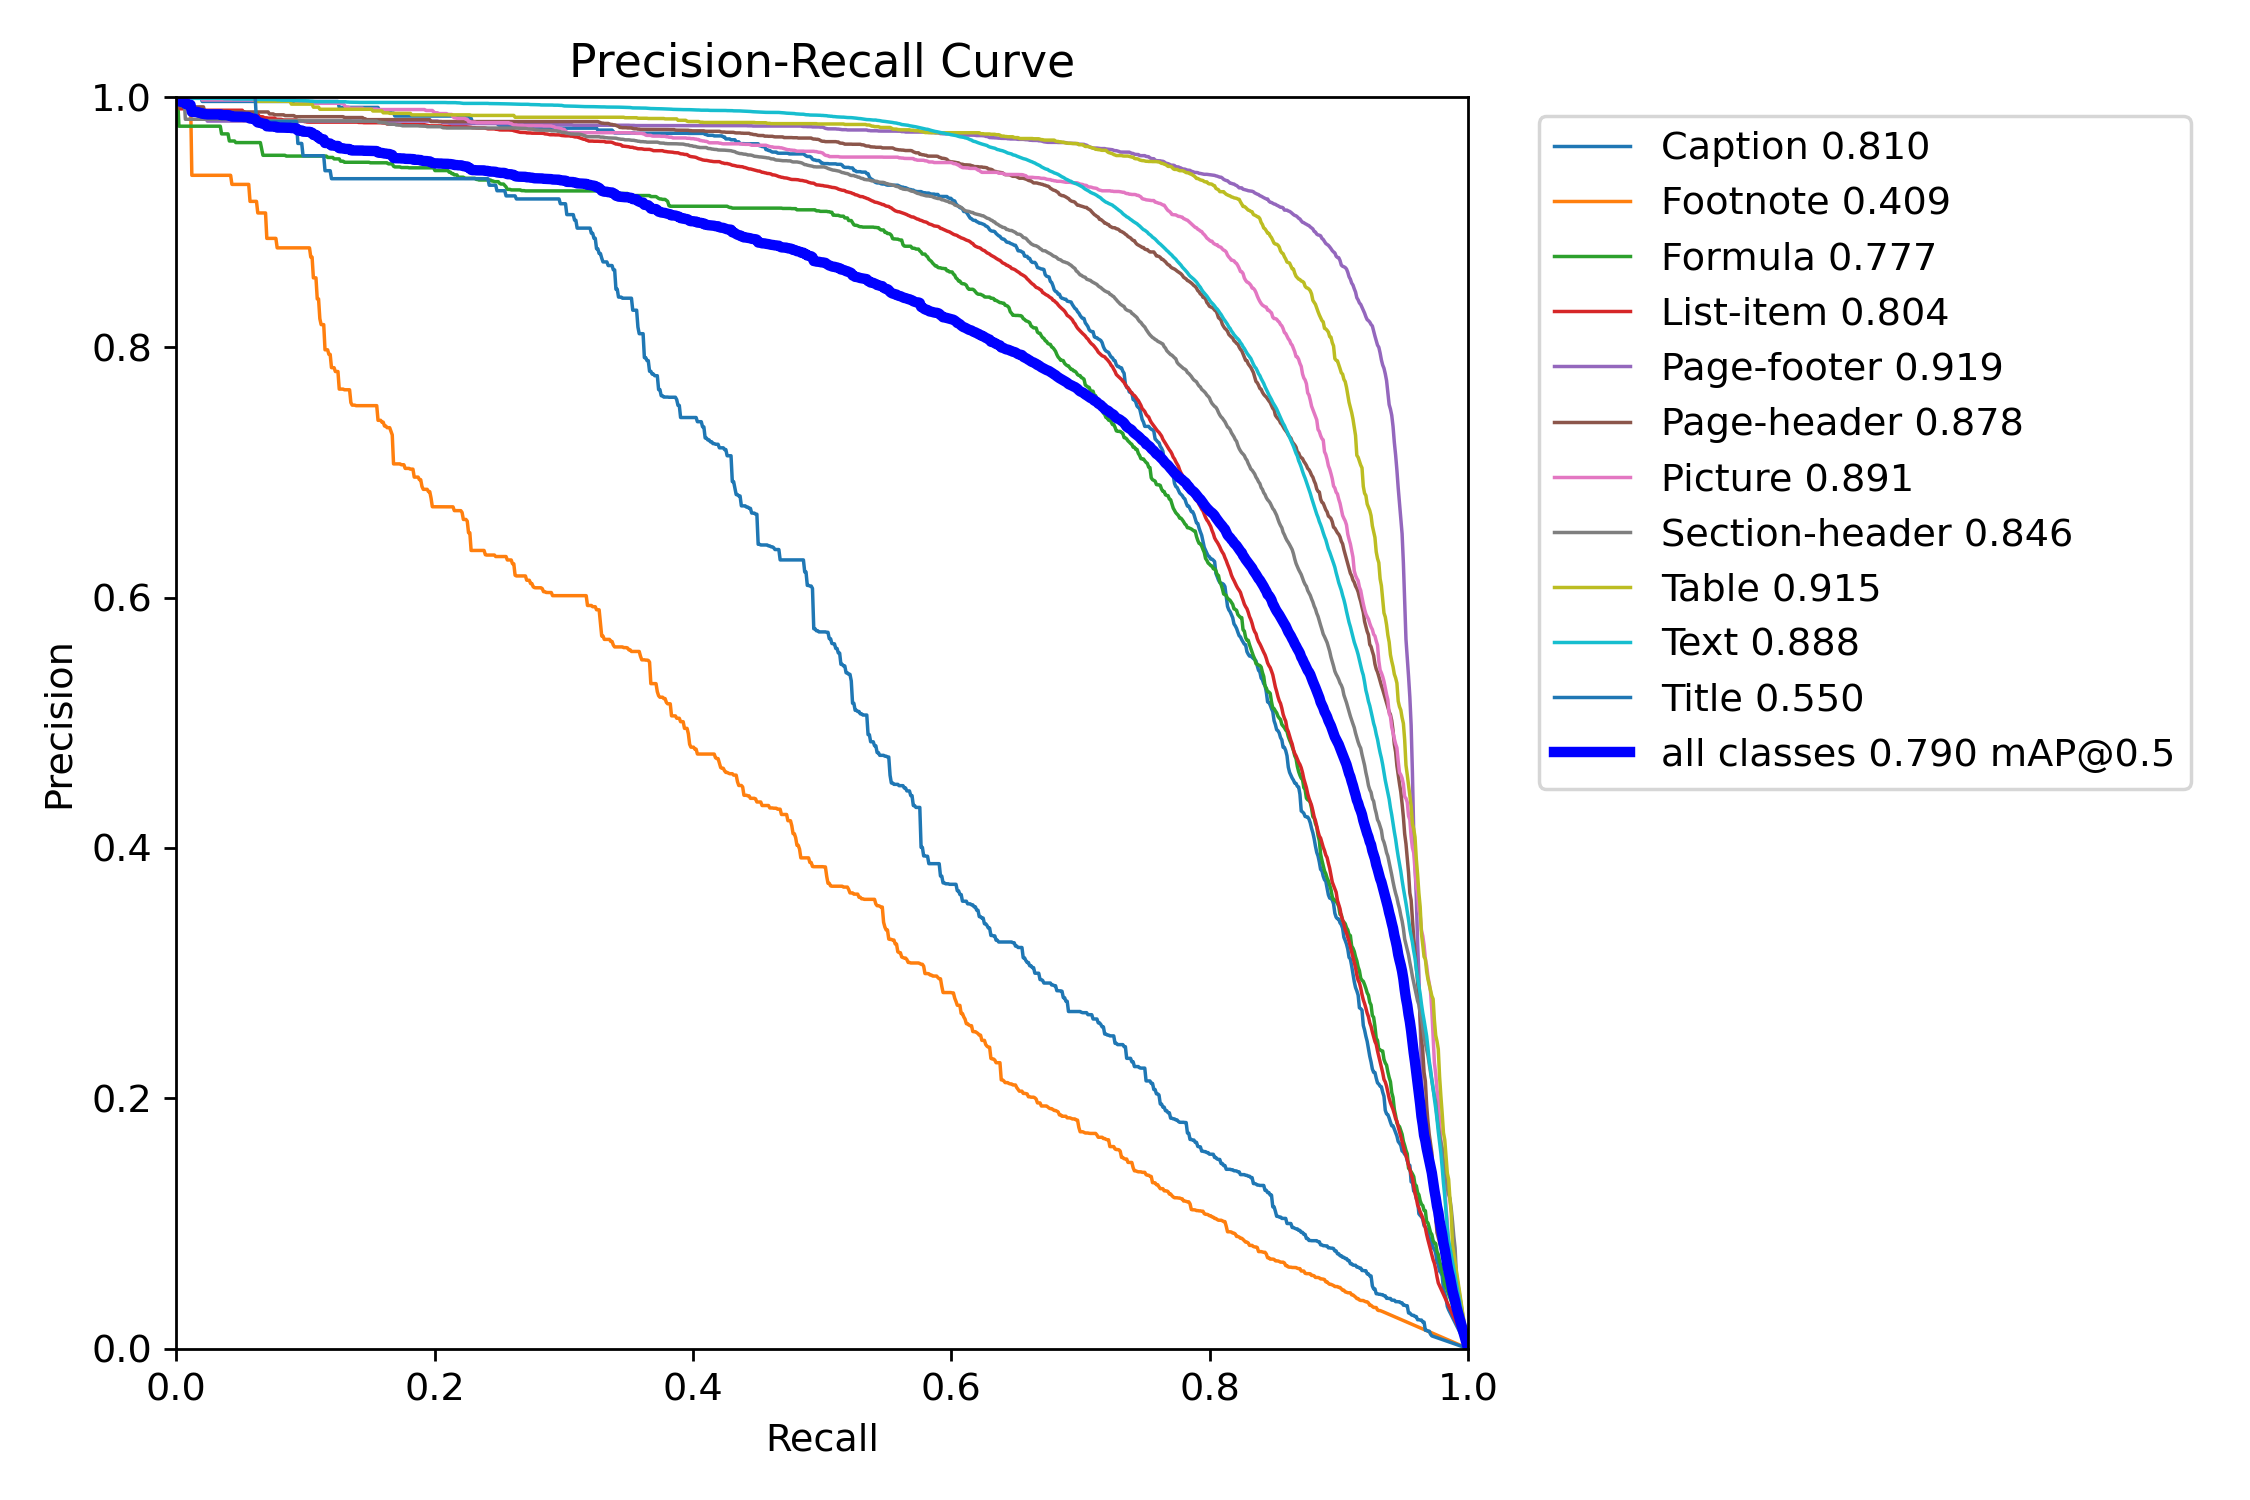 Precision-Recall Curve
1.0
0.8
0.6
0.4
0.2
0.0
Precision
0.0 0.2 0.4 0.6 0.8 1.0
Recall
Caption 0.810
Footnote 0.409
Formula 0.777
List-item 0.804
Page-footer 0.919
Page-header 0.878
Picture 0.891
Section-header 0.846
Table 0.915
Text 0.888
Title 0.550
all classes 0.790 mAP@0.5